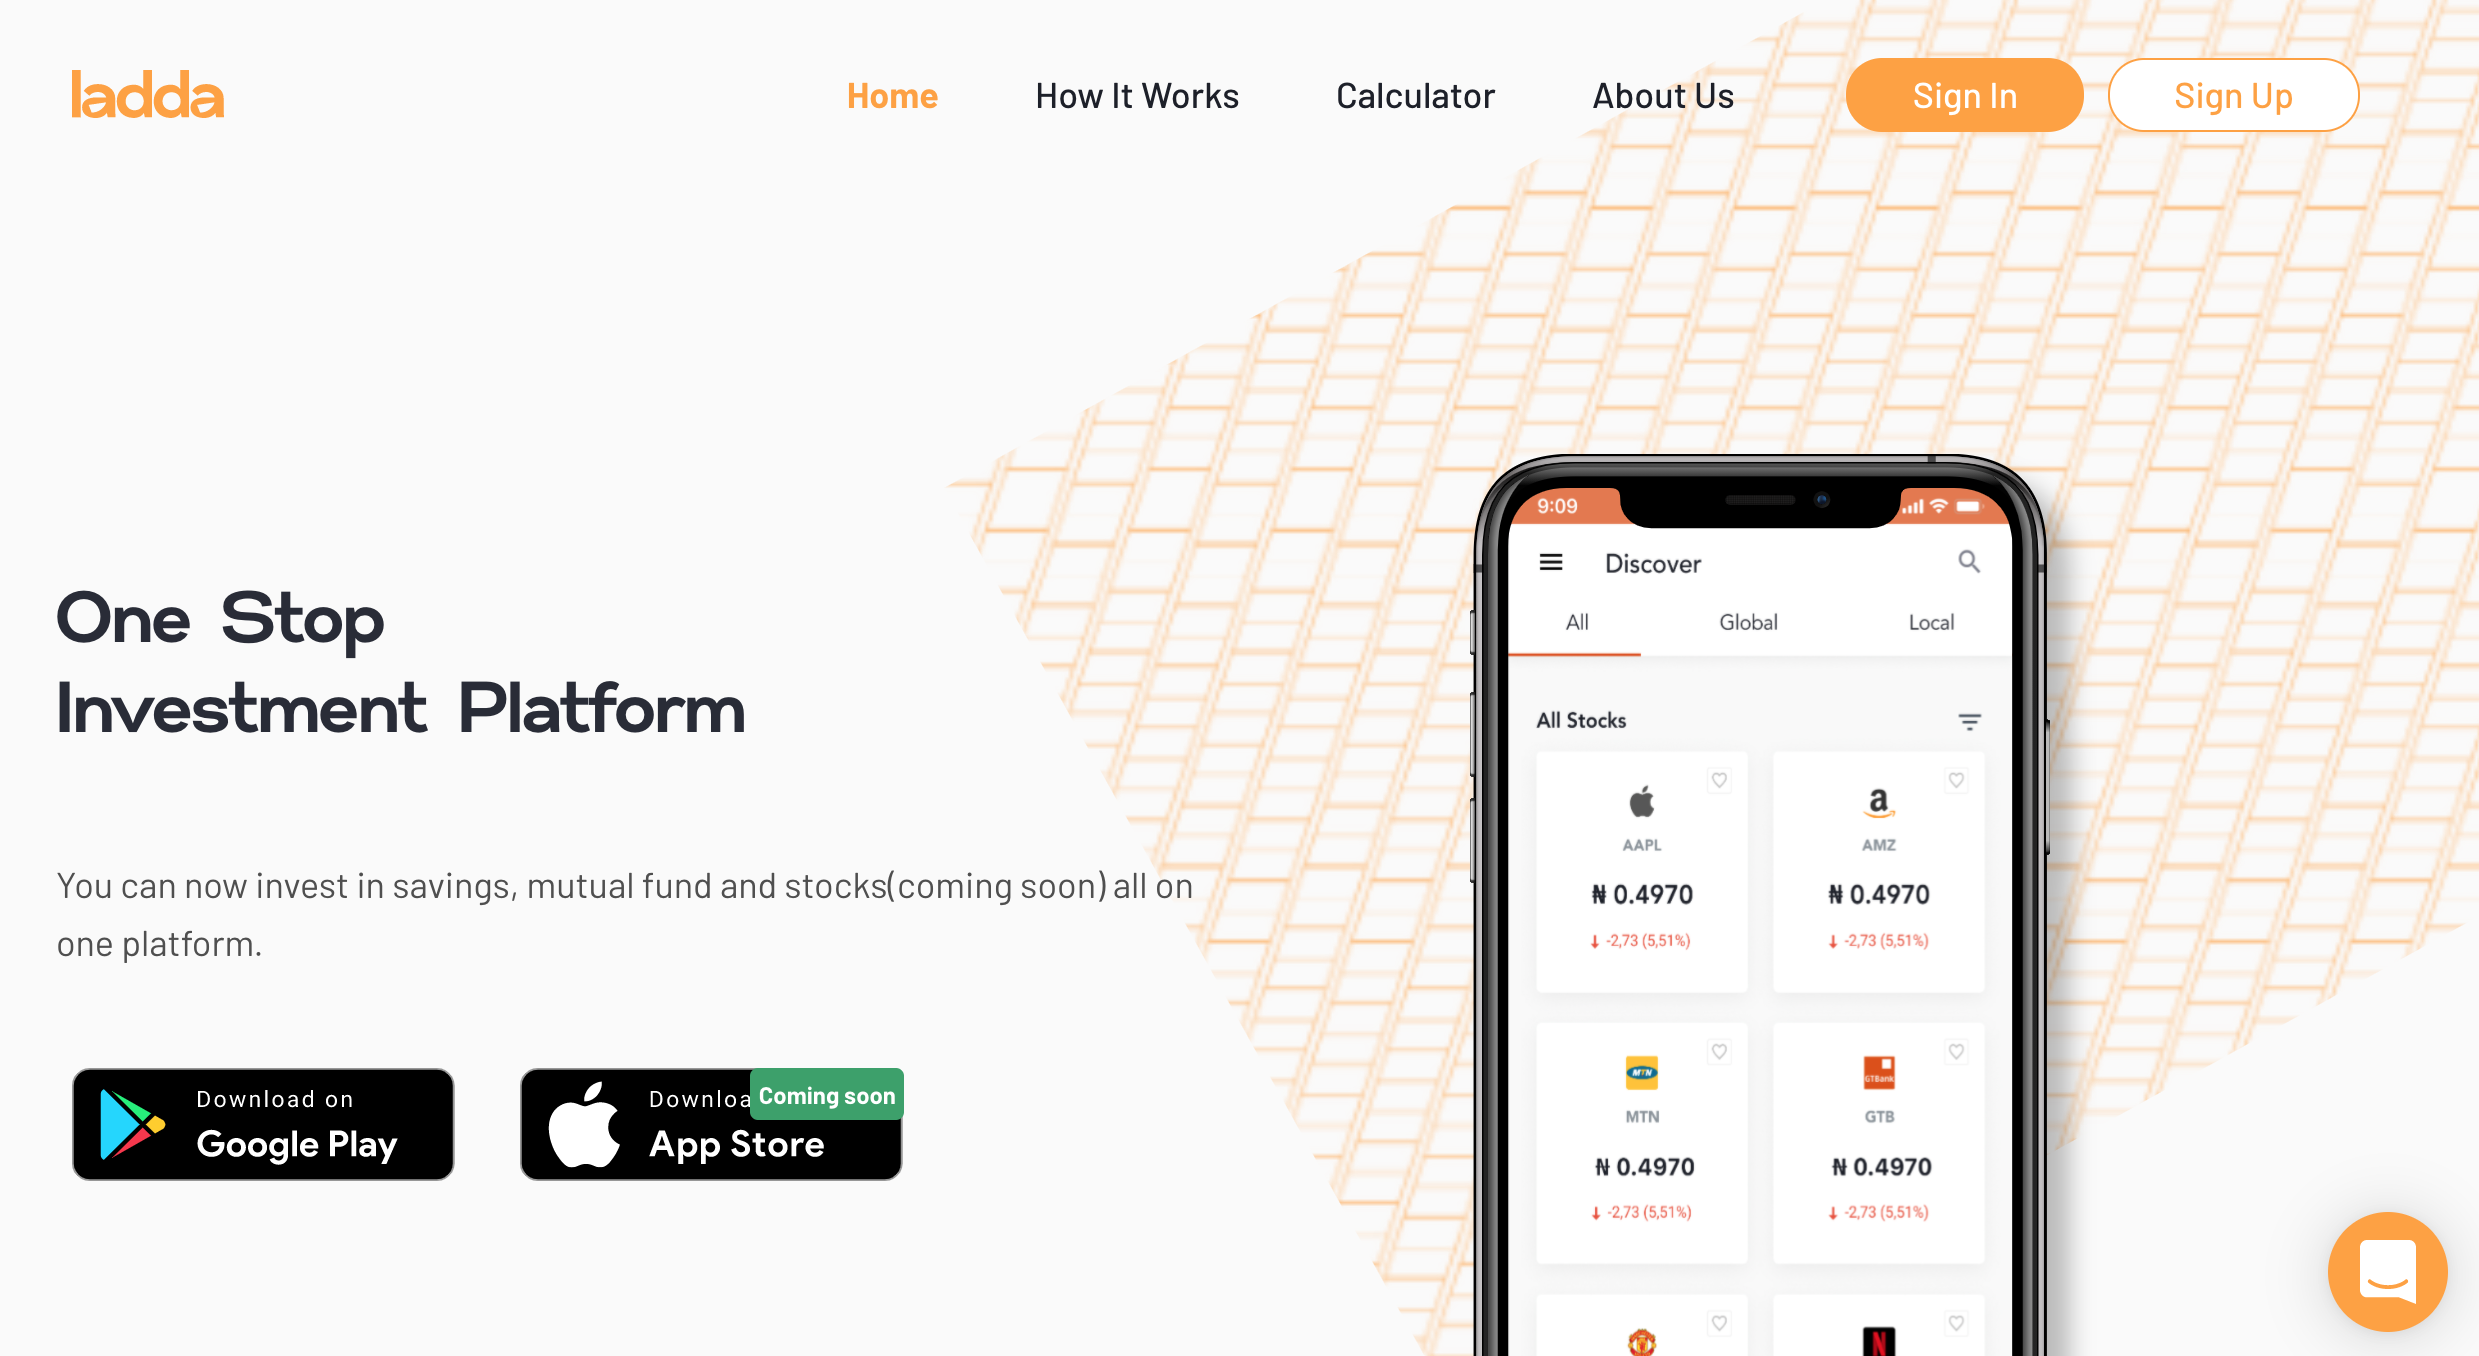 ladda
Home How It Works Calculator About Us Sign In Sign Up
One Stop
Investment Platform
You can now invest in savings, mutual fund and stocks(coming soon) all on
one platform.
Download on
Google Play
Downloa
Coming soon
App Store
9:09
Discover
All Global Local
All Stocks
a
AAPL AMZ
₦ 0.4970 ₦ 0.4970
-2,73 (5,51%) -2,73 (5,51%)
MTN GTBank
MTN GTB
₦ 0.4970 ₦ 0.4970
-2,73 (5,51%) -2,73 (5,51%)
N